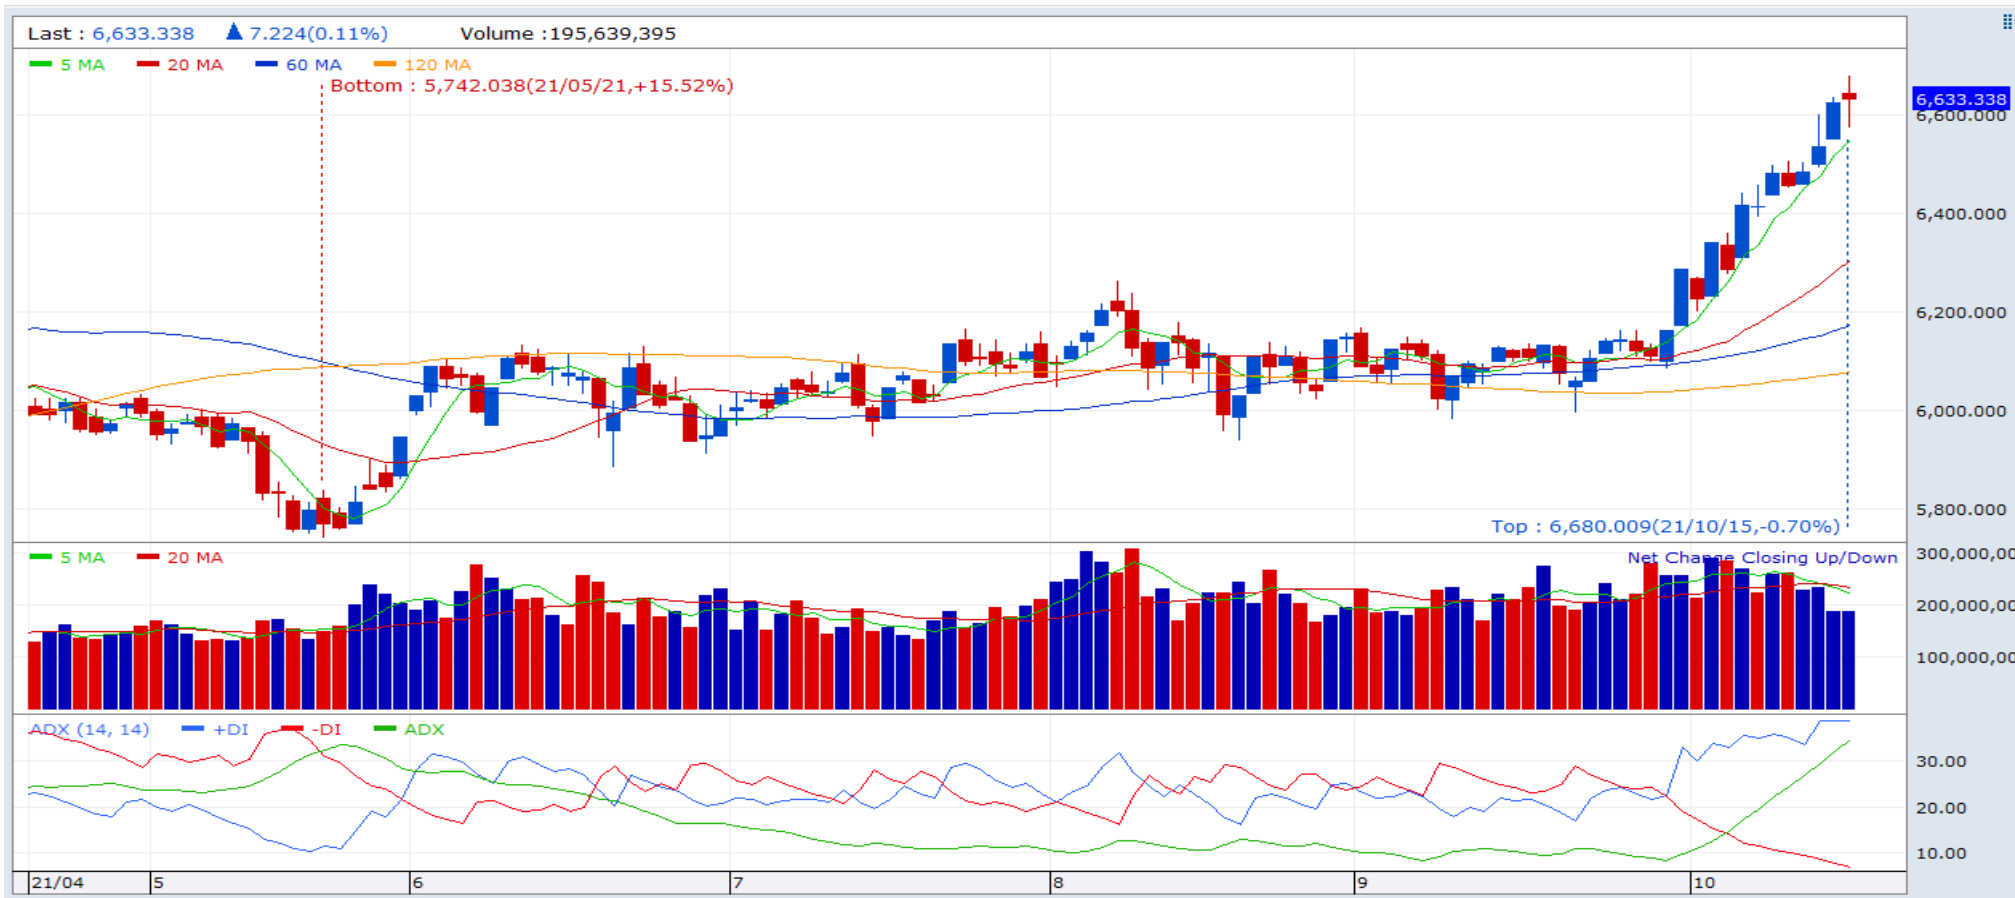 Last : 6,633.338 ▲ 7.224(0.11%) Volume :195,639,395
5 MA 20 MA 60 MA 120 MA
Bottom : 5,742.038(21/05/21,+15.52%)
6,633.338
6,600.000
6,400.000
6,200.000
6,000.000
5,800.000
Top : 6,680.009(21/10/15,-0.70%)
5 MA 20 MA
Net Change Closing Up/Down
300,000,00
200,000,00
100,000,00
ADX (14, 14) +DI -DI ADX
30.00
20.00
10.00
21/04 5 6 7 8 9 10